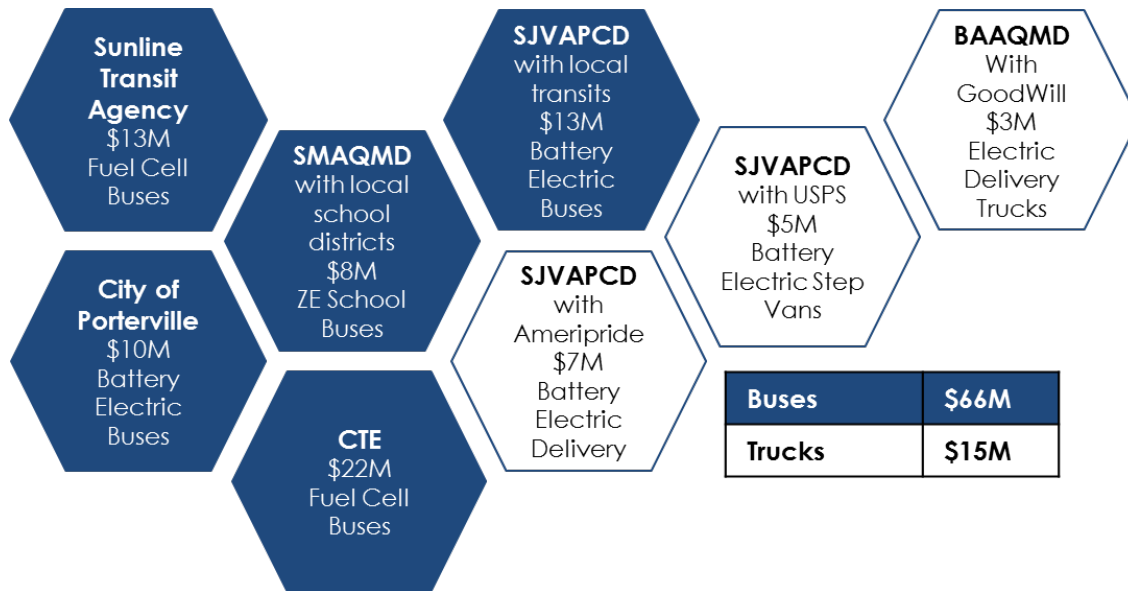 Sunline
Transit
Agency
$13M
Fuel Cell
Buses
SMAQMD
with local
school
districts
$8M
ZE School
Buses
SJVAPCD
with local
transits
$13M
Battery
Electric
Buses
SJVAPCD
with USPS
$5M
Battery
Electric Step
Vans
BAAQMD
With
GoodWill
$3M
Electric
Delivery
Trucks
City of
Porterville
$10M
Battery
Electric
Buses
CTE
$22M
Fuel Cell
Buses
SJVAPCD
with
Ameripride
$7M
Battery
Electric
Delivery
Buses $66M
Trucks $15M